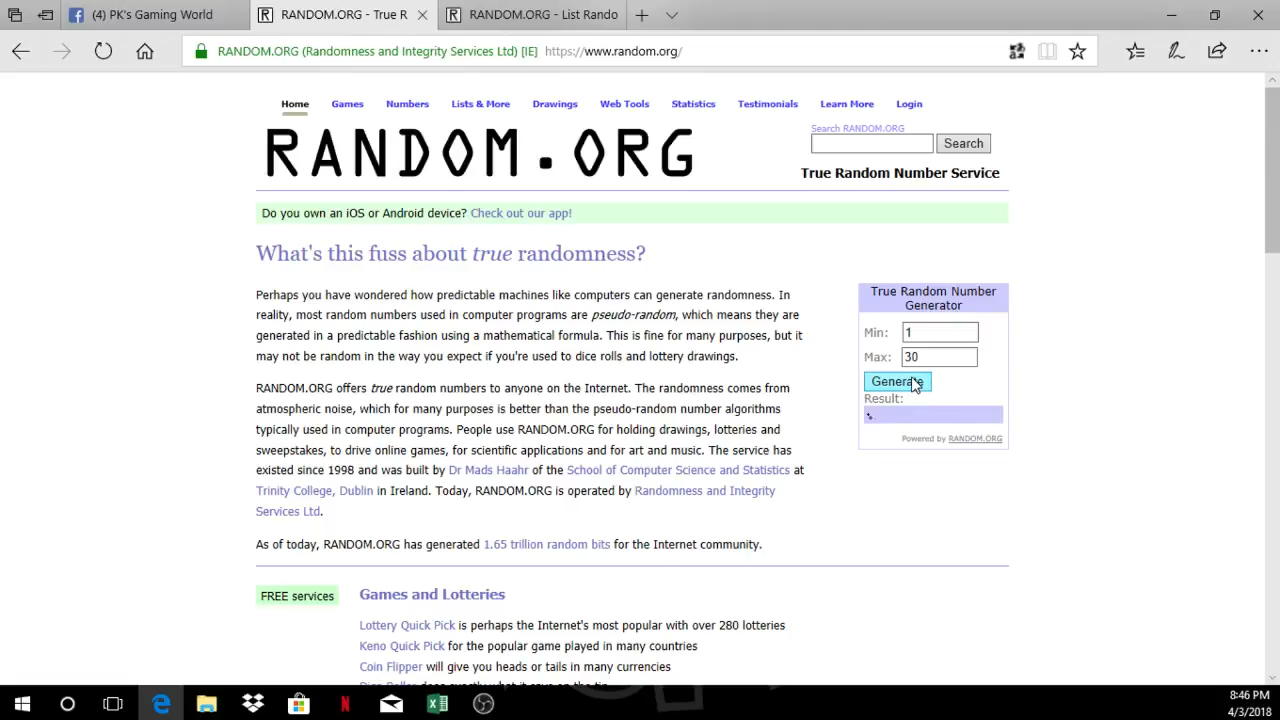 (4) PK's Gaming World
RANDOM.ORG - True R
RANDOM.ORG - List Rando
RANDOM.ORG (Randomness and Integrity Services Ltd) [IE] https://www.random.org/
Home Games Numbers Lists & More Drawings Web Tools Statistics Testimonials Learn More Login
RANDOM.ORG
Search RANDOM.ORG
Search
True Random Number Service
Do you own an iOS or Android device? Check out our app!
What's this fuss about true randomness?
Perhaps you have wondered how predictable machines like computers can generate randomness. In
reality, most random numbers used in computer programs are pseudo-random, which means they are
generated in a predictable fashion using a mathematical formula. This is fine for many purposes, but it
may not be random in the way you expect if you're used to dice rolls and lottery drawings.
RANDOM.ORG offers true random numbers to anyone on the Internet. The randomness comes from
atmospheric noise, which for many purposes is better than the pseudo-random number algorithms
typically used in computer programs. People use RANDOM.ORG for holding drawings, lotteries and
sweepstakes, to drive online games, for scientific applications and for art and music. The service has
existed since 1998 and was built by Dr Mads Haahr of the School of Computer Science and Statistics at
Trinity College, Dublin in Ireland. Today, RANDOM.ORG is operated by Randomness and Integrity
Services Ltd.
As of today, RANDOM.ORG has generated 1.65 trillion random bits for the Internet community.
True Random Number
Generator
Min: 1
Max: 30
Generate
Result:
Powered by RANDOM.ORG
FREE services
Games and Lotteries
Lottery Quick Pick is perhaps the Internet's most popular with over 280 lotteries
Keno Quick Pick for the popular game played in many countries
Coin Flipper will give you heads or tails in many currencies
8:46 PM
4/3/2018